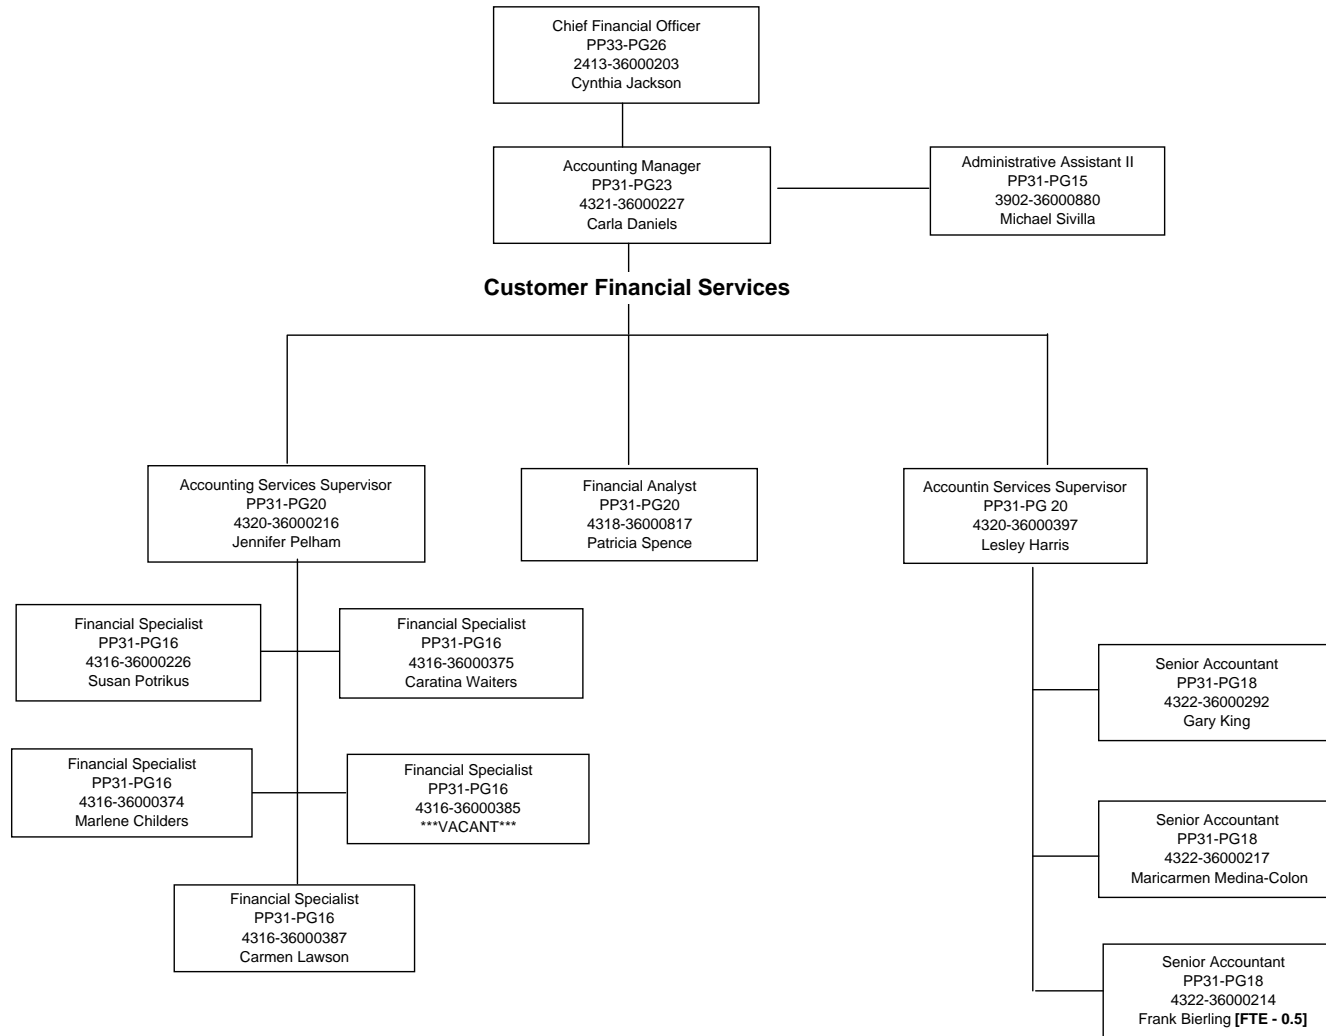 Chief Financial Officer
PP33-PG26
2413-36000203
Cynthia Jackson
Accounting Manager
PP31-PG23
4321-36000227
Carla Daniels
Administrative Assistant II
PP31-PG15
3902-36000880
Michael Sivilla
Customer Financial Services
Accounting Services Supervisor
PP31-PG20
4320-36000216
Jennifer Pelham
Financial Analyst
PP31-PG20
4318-36000817
Patricia Spence
Accountin Services Supervisor
PP31-PG 20
4320-36000397
Lesley Harris
Financial Specialist
PP31-PG16
4316-36000226
Susan Potrikus
Financial Specialist
PP31-PG16
4316-36000375
Caratina Waiters
Financial Specialist
PP31-PG16
4316-36000374
Marlene Childers
Financial Specialist
PP31-PG16
4316-36000385
***VACANT***
Financial Specialist
PP31-PG16
4316-36000387
Carmen Lawson
Senior Accountant
PP31-PG18
4322-36000292
Gary King
Senior Accountant
PP31-PG18
4322-36000217
Maricarmen Medina-Colon
Senior Accountant
PP31-PG18
4322-36000214
Frank Bierling [FTE - 0.5]